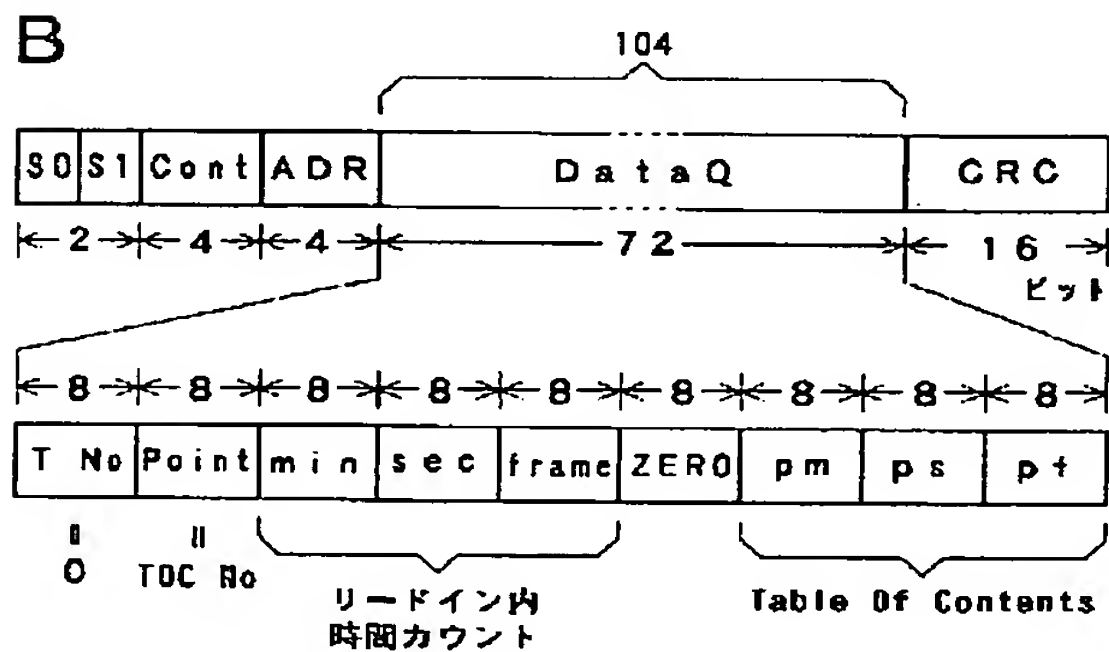 B
104
S0 S1 Cont ADR DataQ CRC
2 4 4 72 16
ビット
8 8 8 8 8 8 8 8 8
T No Point min sec frame ZERO pm ps pf
= =
0 TOC No
リードイン内
時間カウント
Table Of Contents